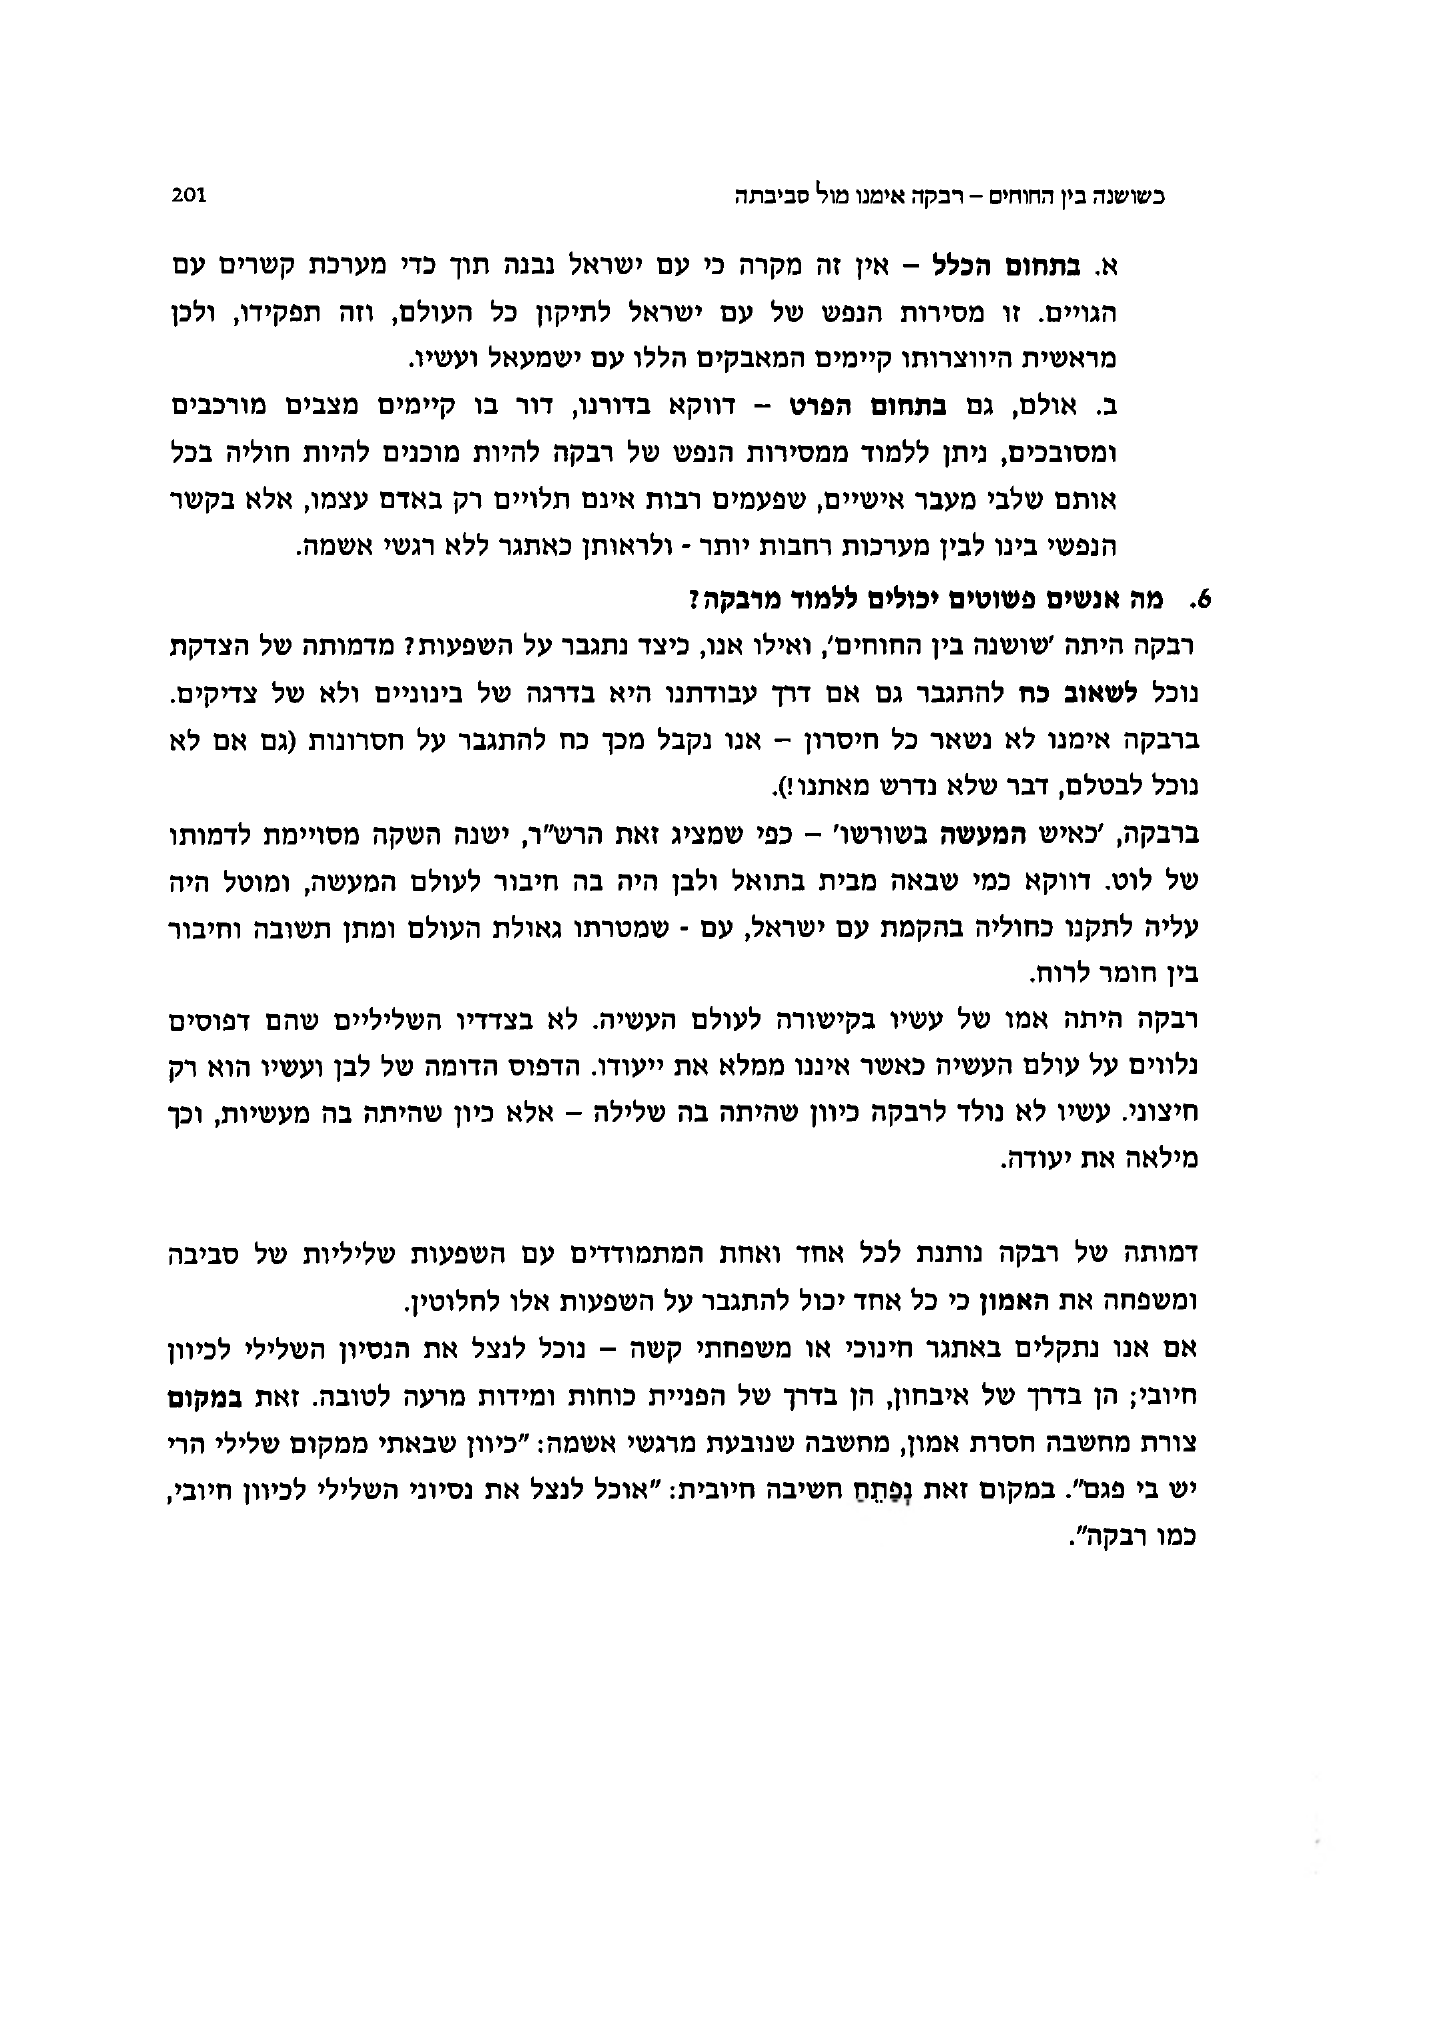 כשושנה בין החוחים – רבקה אימנו מול סביבתה 201
א. בתחום הכלל – אין זה מקרה כי עם ישראל נבנה תוך כדי מערכת קשרים עם
הגויים. זו מסירות הנפש של עם ישראל לתיקון כל העולם, וזה תפקידו, ולכן
מראשית היווצרותו קיימים המאבקים הללו עם ישמעאל ועשיו.
ב. אולם, גם בתחום הפרט – דווקא בדורנו, דור בו קיימים מצבים מורכבים
ומסובכים, ניתן ללמוד ממסירות הנפש של רבקה להיות מוכנים להיות חוליה בכל
אותם שלבי מעבר אישיים, שפעמים רבות אינם תלויים רק באדם עצמו, אלא בקשר
הנפשי בינו לבין מערכות רחבות יותר - ולראותן כאתגר ללא רגשי אשמה.
6. מה אנשים פשוטים יכולים ללמוד מרבקה?
רבקה היתה 'שושנה בין החוחים', ואילו אנו, כיצד נתגבר על השפעות? מדמותה של הצדקת
נוכל לשאוב כח להתגבר גם אם דרך עבודתנו היא בדרגה של בינוניים ולא של צדיקים.
ברבקה אימנו לא נשאר כל חיסרון – אנו נקבל מכך כח להתגבר על חסרונות (גם אם לא
נוכל לבטלם, דבר שלא נדרש מאתנו!).
ברבקה, 'כאיש המעשה בשורשו' – כפי שמציג זאת הרש"ר, ישנה השקה מסויימת לדמותו
של לוט. דווקא כמי שבאה מבית בתואל ולבן היה בה חיבור לעולם המעשה, ומוטל היה
עליה לתקנו כחוליה בהקמת עם ישראל, עם - שמטרתו גאולת העולם ומתן תשובה וחיבור
בין חומר לרוח.
רבקה היתה אמו של עשיו בקישורה לעולם העשיה. לא בצדדיו השליליים שהם דפוסים
נלווים על עולם העשיה כאשר איננו ממלא את ייעודו. הדפוס הדומה של לבן ועשיו הוא רק
חיצוני. עשיו לא נולד לרבקה כיוון שהיתה בה שלילה – אלא כיון שהיתה בה מעשיות, וכך
מילאה את יעודה.
דמותה של רבקה נותנת לכל אחד ואחת המתמודדים עם השפעות שליליות של סביבה
ומשפחה את האמון כי כל אחד יכול להתגבר על השפעות אלו לחלוטין.
אם אנו נתקלים באתגר חינוכי או משפחתי קשה – נוכל לנצל את הנסיון השלילי לכיוון
חיובי; הן בדרך של איבחון, הן בדרך של הפניית כוחות ומידות מרעה לטובה. זאת במקום
צורת מחשבה חסרת אמון, מחשבה שנובעת מרגשי אשמה: "כיוון שבאתי ממקום שלילי הרי
יש בי פגם". במקום זאת נְפַתֵּחַ חשיבה חיובית: "אוכל לנצל את נסיוני השלילי לכיוון חיובי,
כמו רבקה".